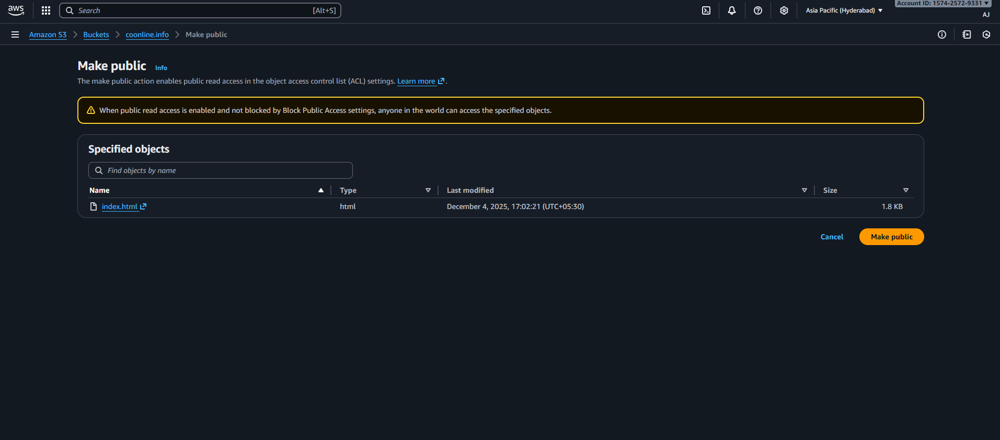 aws
Search [Alt+S]
Asia Pacific (Hyderabad)
Account ID: 1574-2572-9331
AJ
Amazon S3 Buckets coonline.info Make public
Make public Info
The make public action enables public read access in the object access control list (ACL) settings. Learn more .
When public read access is enabled and not blocked by Block Public Access settings, anyone in the world can access the specified objects.
Specified objects
Find objects by name
Name Type Last modified Size
index.html html December 4, 2025, 17:02:21 (UTC+05:30) 1.8 KB
Cancel Make public